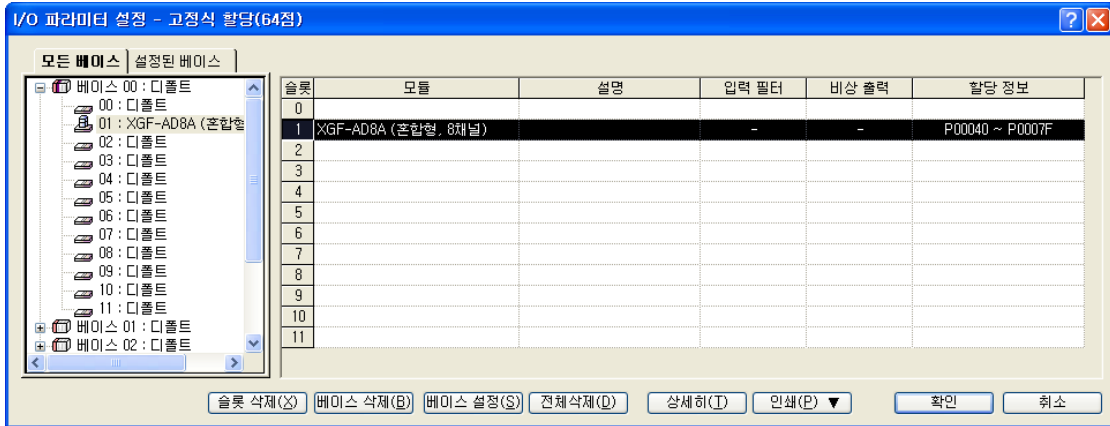 I/O 파라미터 설정 - 고정식 할당(64점)
모든 베이스 설정된 베이스
베이스 00 : 디폴트
00 : 디폴트
01 : XGF-AD8A (혼합형
02 : 디폴트
03 : 디폴트
04 : 디폴트
05 : 디폴트
06 : 디폴트
07 : 디폴트
08 : 디폴트
09 : 디폴트
10 : 디폴트
11 : 디폴트
베이스 01 : 디폴트
베이스 02 : 디폴트
슬롯 모듈 설명 입력 필터 비상 출력 할당 정보
0
1 XGF-AD8A (혼합형, 8채널) - - P00040 ~ P0007F
2
3
4
5
6
7
8
9
10
11
슬롯 삭제(X) 베이스 삭제(B) 베이스 설정(S) 전체삭제(D) 상세히(T) 인쇄(P) ▼ 확인 취소